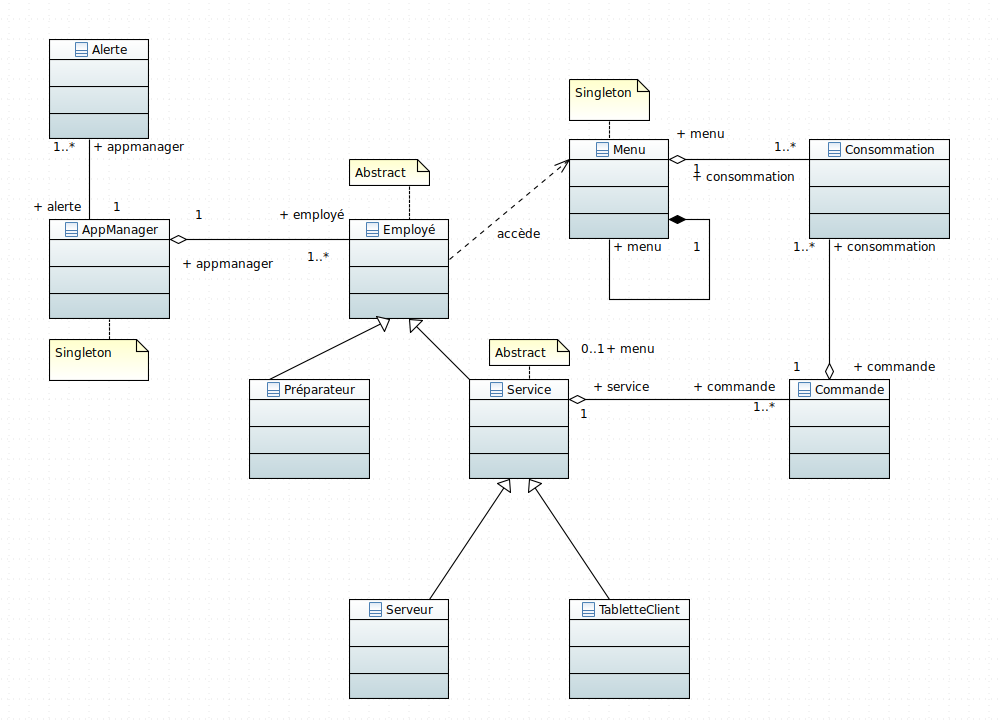 Alerte
1..*
+ appmanager
+ alerte
1
AppManager
Singleton
1
+ employé
+ appmanager
1..*
Abstract
Employé
accède
Singleton
Menu
+ menu
1..*
1
+ consommation
Consommation
+ menu
1
0..1
+ menu
1..*
+ consommation
1
+ commande
Préparateur
Abstract
Service
+ service
+ commande
1
1..*
Commande
Serveur
TabletteClient